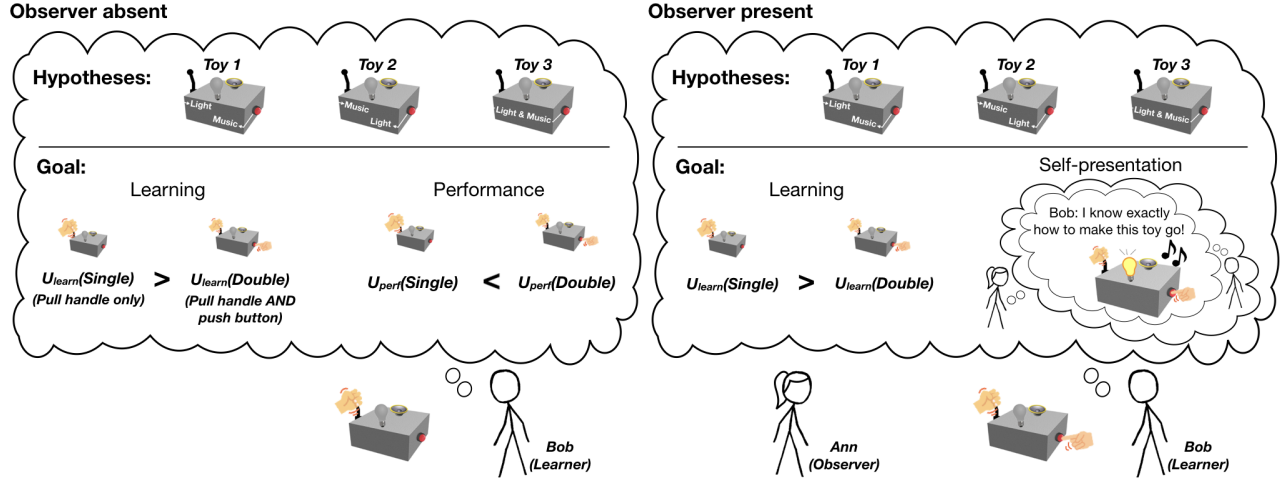 Observer absent
Hypotheses:
Toy 1
Toy 2
Toy 3
Light
Music
Music
Light
Light & Music
Goal:
Learning
Performance
Ulearn(Single) > Ulearn(Double)
(Pull handle only)
(Pull handle AND
push button)
Uperf(Single) < Uperf(Double)
Bob
(Learner)
Observer present
Hypotheses:
Toy 1
Toy 2
Toy 3
Light
Music
Music
Light
Light & Music
Goal:
Learning
Self-presentation
Bob: I know exactly
how to make this toy go!
Ulearn(Single) > Ulearn(Double)
Ann
(Observer)
Bob
(Learner)